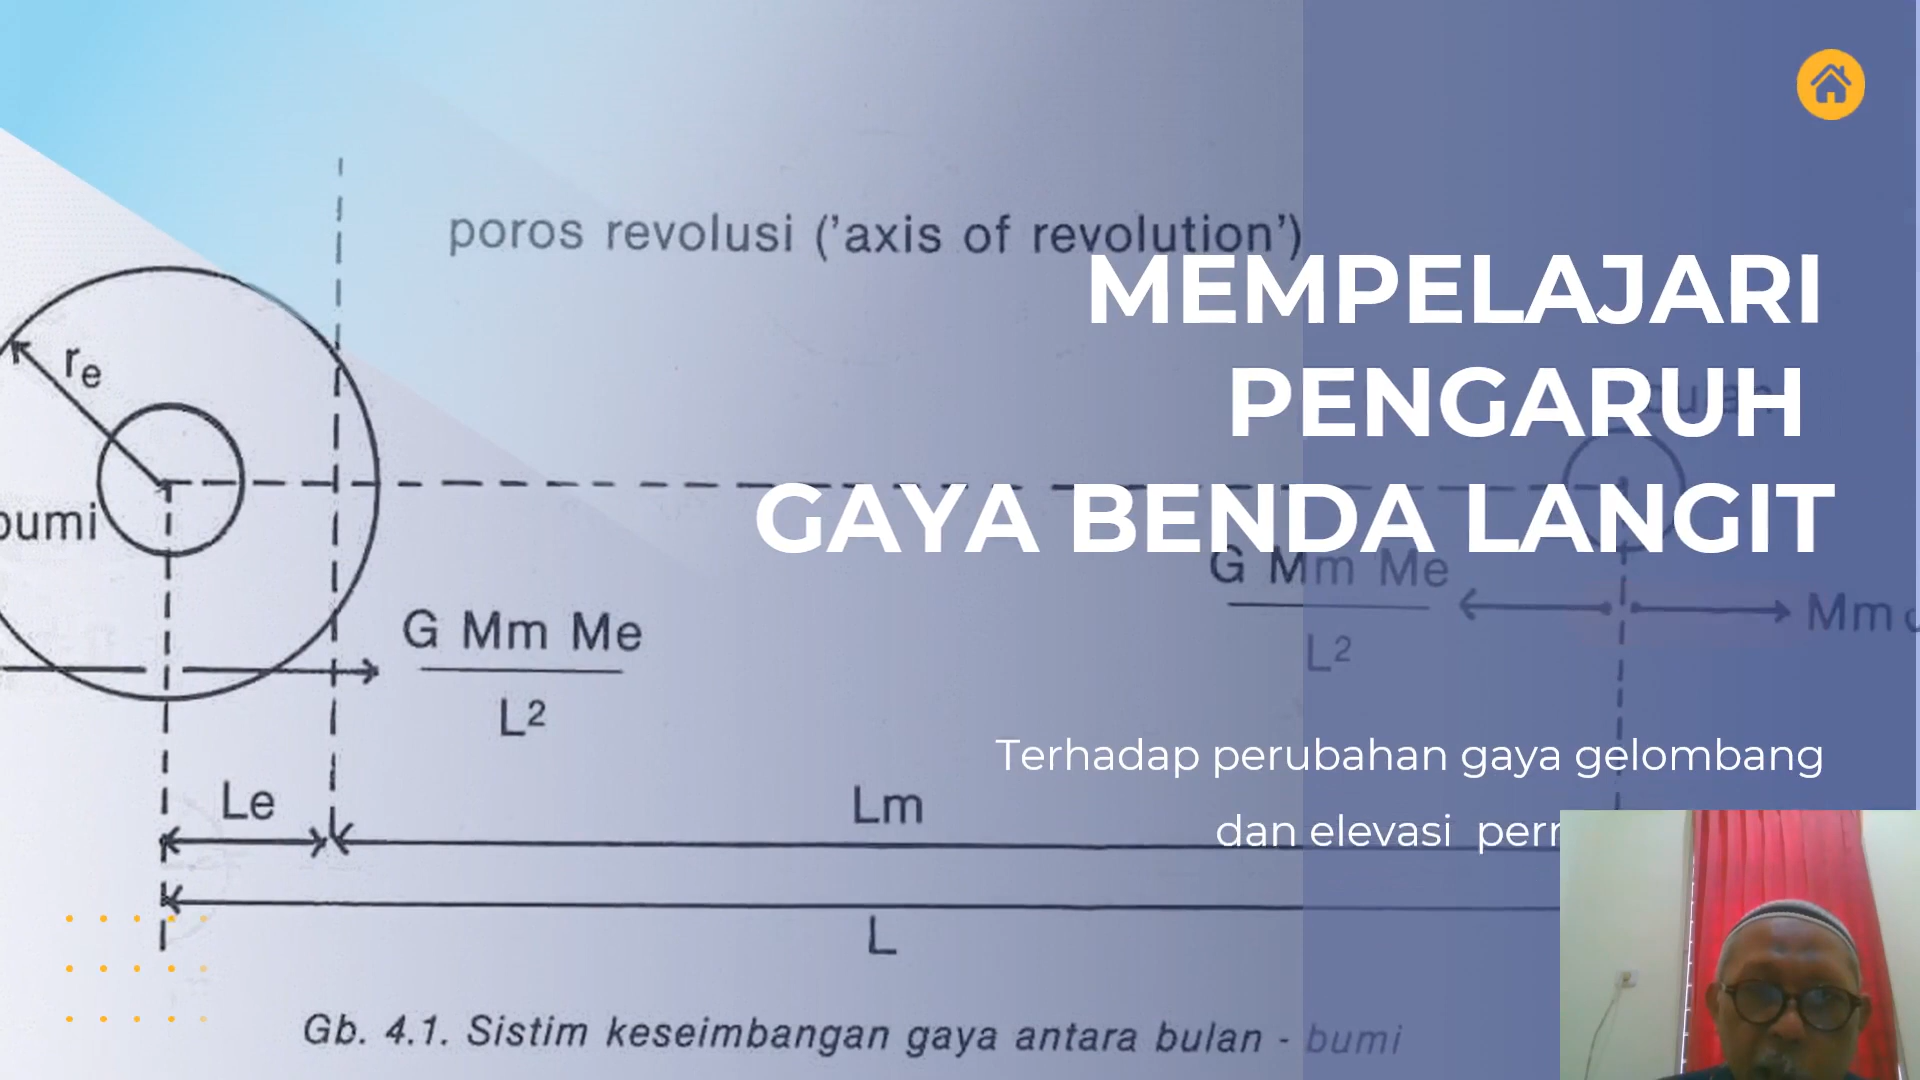 poros revolusi ('axis of revolution')
MEMPELAJARI
PENGARUH
GAYA BENDA LANGIT
re
bulan
bumi
G Mm Me
L2
G Mm Me
L2
Mm
Terhadap perubahan gaya gelombang
dan elevasi
Le
Lm
L
Gb. 4.1. Sistim keseimbangan gaya antara bulan - bumi